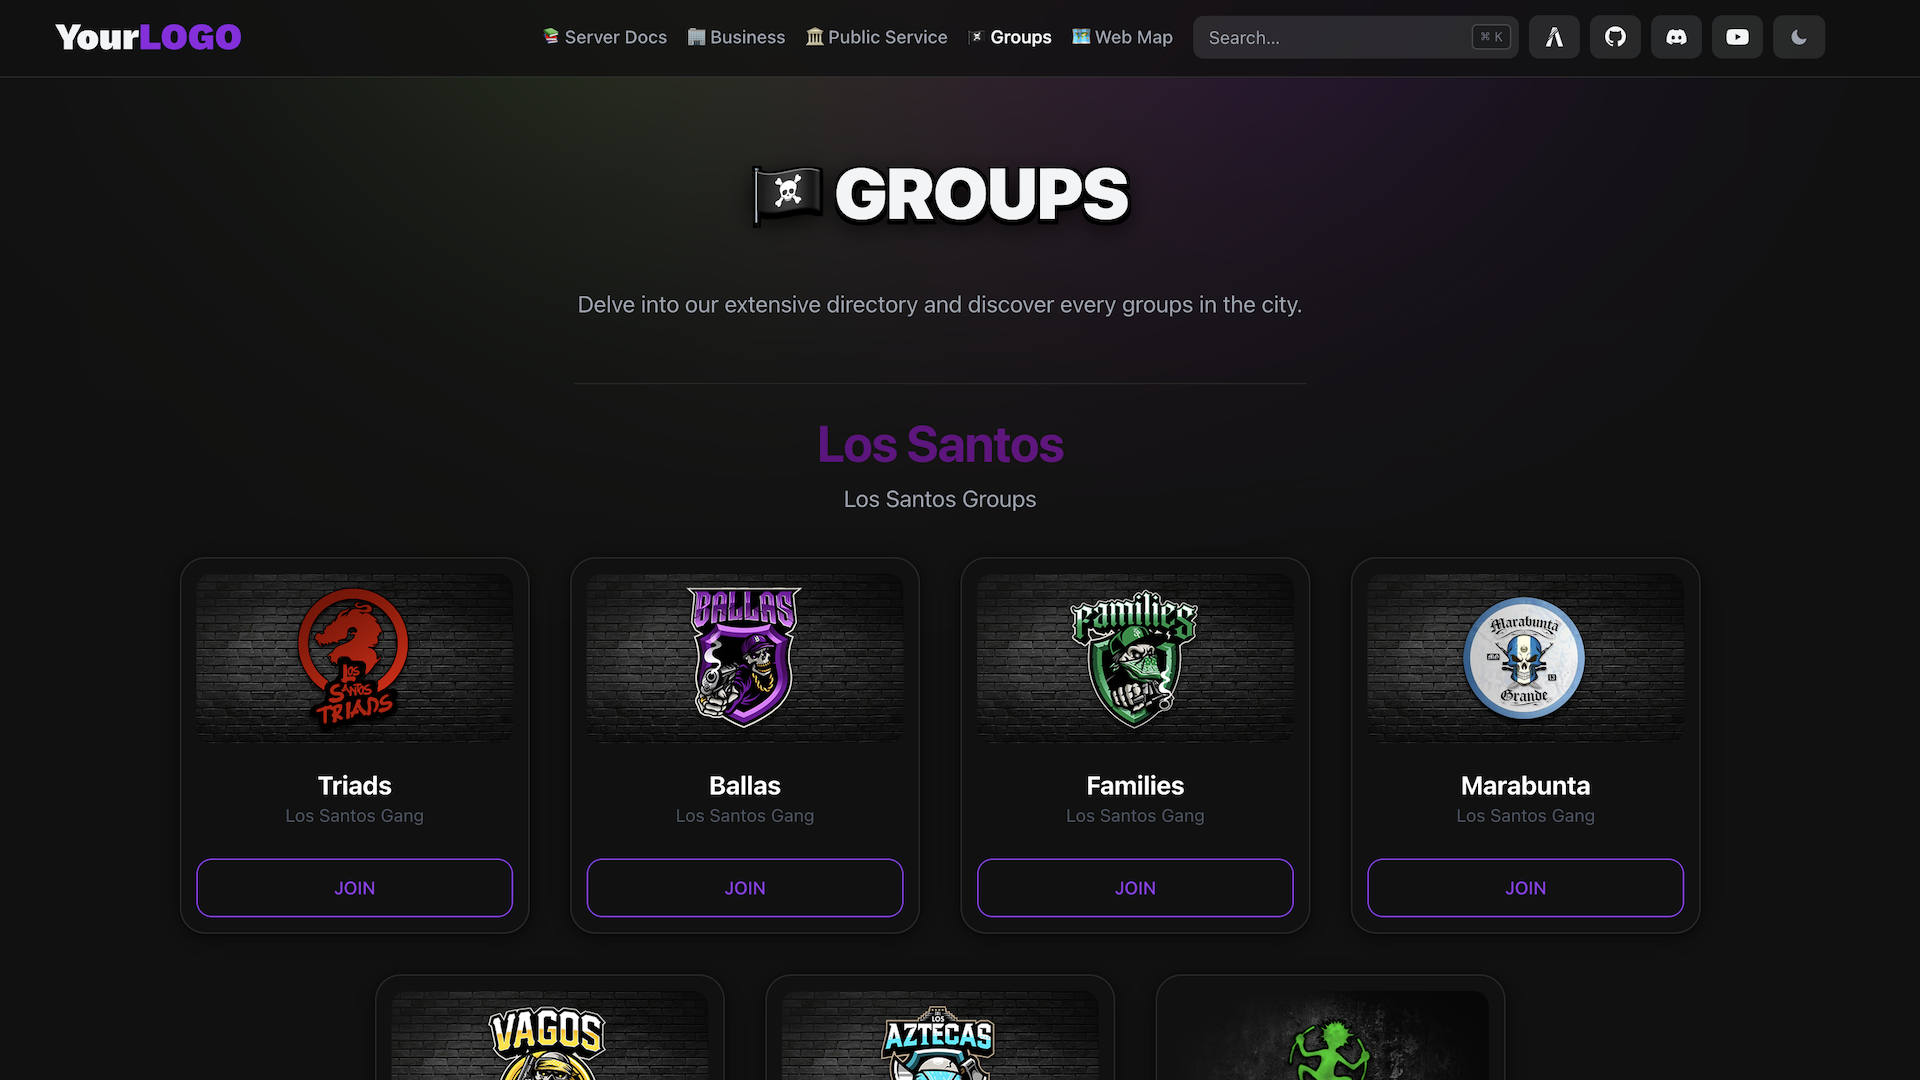 YourLOGO
Server Docs
Business
Public Service
Groups
Web Map
Search...
⌘ K
GROUPS
Delve into our extensive directory and discover every groups in the city.
Los Santos
Los Santos Groups
LOS
SANTOS
TRIADS
BALLAS
Families
Marabunta
Grande
Triads
Ballas
Families
Marabunta
Los Santos Gang
Los Santos Gang
Los Santos Gang
Los Santos Gang
JOIN
JOIN
JOIN
JOIN
VAGOS
LOS
AZTECAS